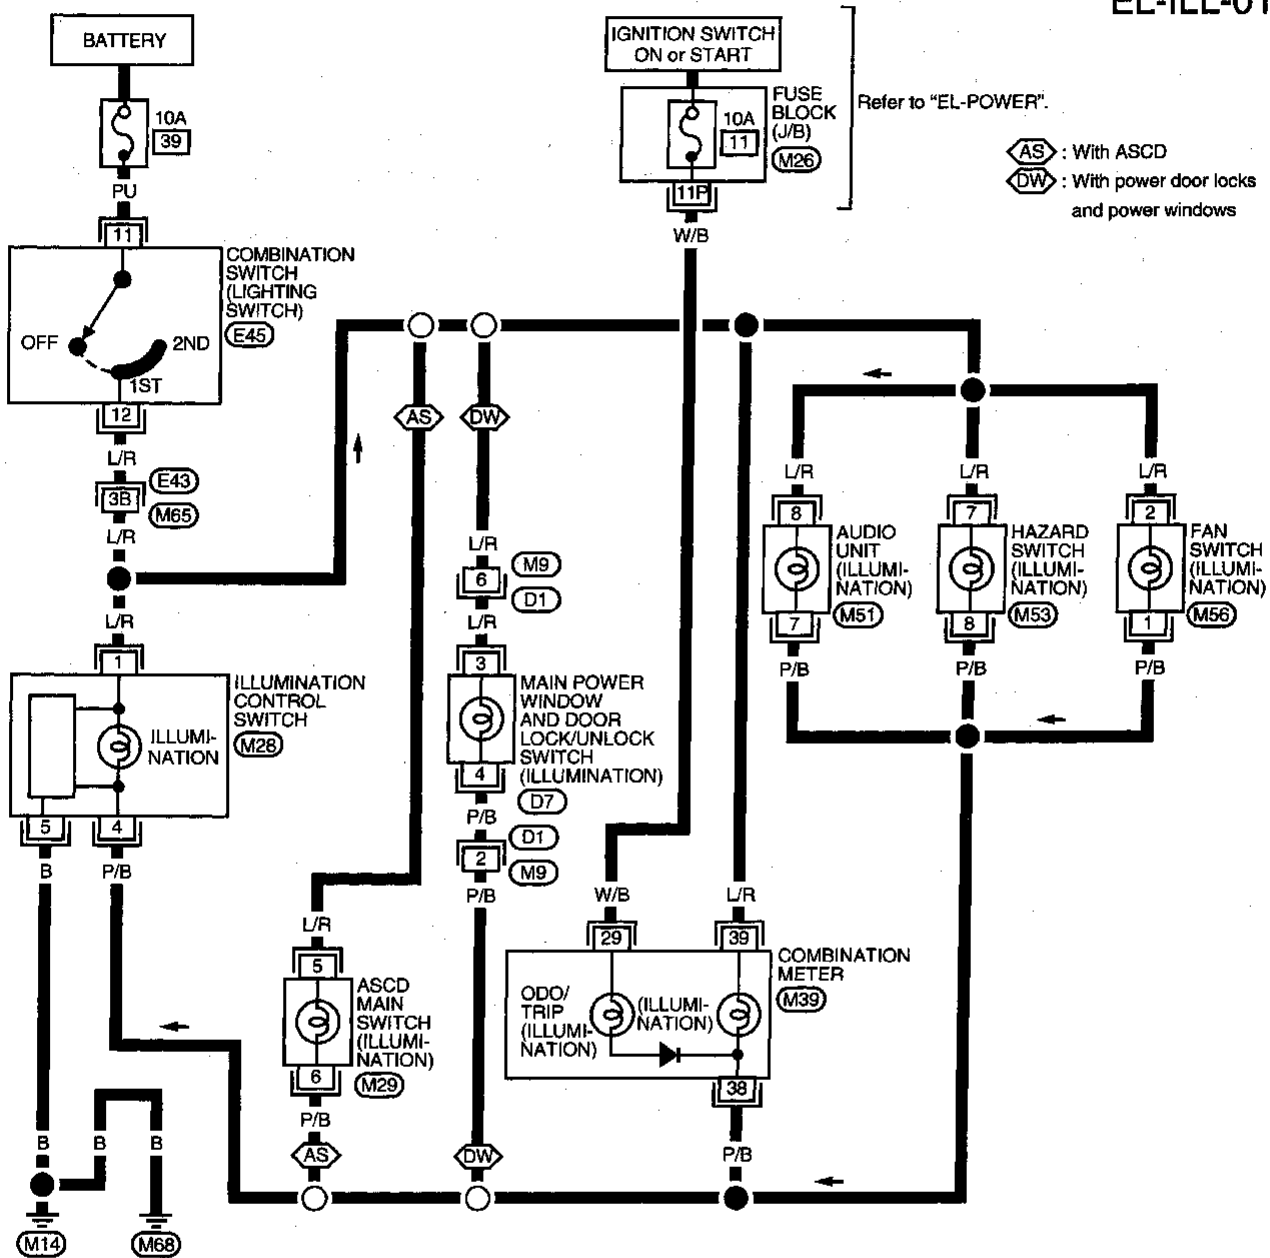 EL-ILL-01
BATTERY
10A
39
PU
11
COMBINATION
SWITCH
(LIGHTING
SWITCH)
E45
OFF
2ND
1ST
12
L/R
E43
3B
M65
L/R
L/R
1
ILLUMINATION
CONTROL
SWITCH
M28
ILLUMI-
NATION
5
4
B
P/B
B
B
B
M14
M68
IGNITION SWITCH
ON or START
FUSE
BLOCK
(J/B)
M26
10A
11
11P
W/B
Refer to "EL-POWER".
AS : With ASCD
DW : With power door locks
and power windows
AS
DW
L/R
M9
6
D1
L/R
3
MAIN POWER
WINDOW
AND DOOR
LOCK/UNLOCK
SWITCH
(ILLUMINATION)
4
D7
P/B
D1
2
M9
P/B
L/R
5
ASCD
MAIN
SWITCH
(ILLUMI-
NATION)
6
M29
P/B
AS
DW
L/R
L/R
L/R
8
7
2
AUDIO
UNIT
(ILLUMI-
NATION)
M51
HAZARD
SWITCH
(ILLUMI-
NATION)
M53
FAN
SWITCH
(ILLUMI-
NATION)
M56
7
8
1
P/B
P/B
P/B
W/B
L/R
29
39
COMBINATION
METER
M39
ODO/
TRIP
(ILLUMI-
NATION)
(ILLUMI-
NATION)
38
P/B